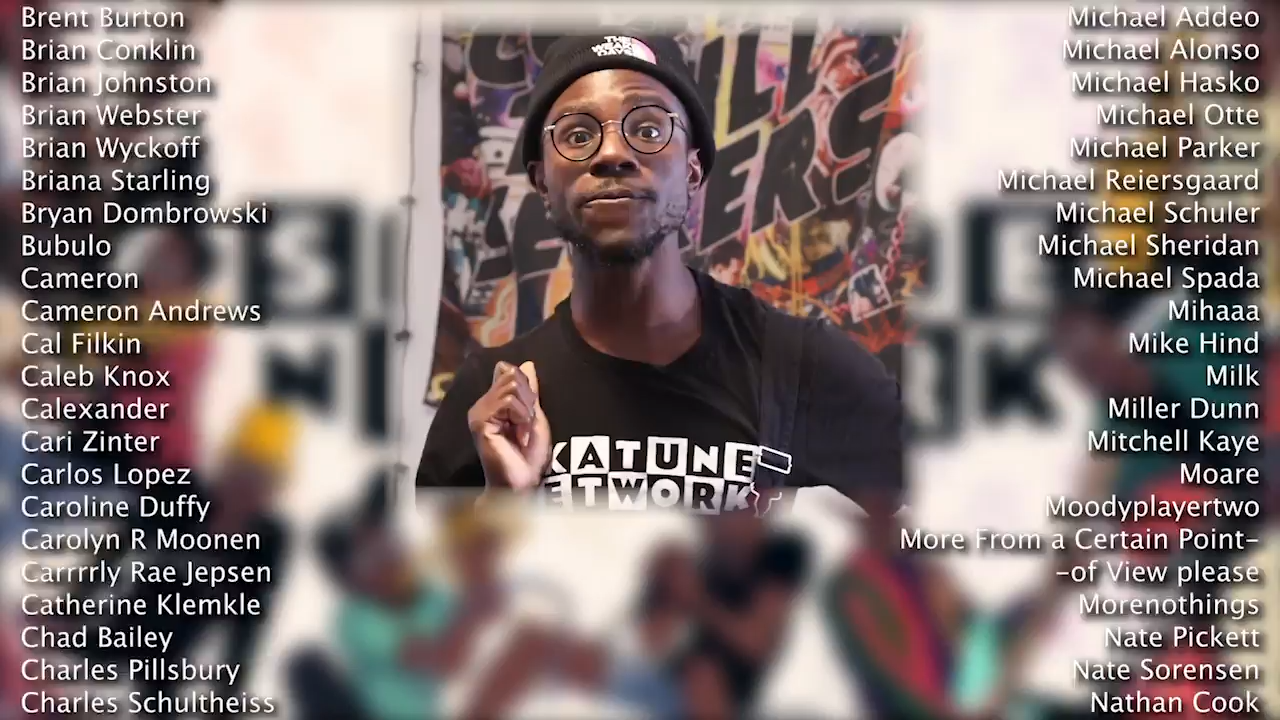 Brent Burton
Brian Conklin
Brian Johnston
Brian Webster
Brian Wyckoff
Briana Starling
Bryan Dombrowski
Bubulo
Cameron
Cameron Andrews
Cal Filkin
Caleb Knox
Calexander
Cari Zinter
Carlos Lopez
Caroline Duffy
Carolyn R Moonen
Carrrrly Rae Jepsen
Catherine Klemkle
Chad Bailey
Charles Pillsbury
Charles Schultheiss
THE
WEAK
DAYS
KATUNE
ETWORK
Michael Addeo
Michael Alonso
Michael Hasko
Michael Otte
Michael Parker
Michael Reiersgaard
Michael Schuler
Michael Sheridan
Michael Spada
Mihaaa
Mike Hind
Milk
Miller Dunn
Mitchell Kaye
Moare
Moodyplayertwo
More From a Certain Point-
-of View please
Morenothings
Nate Pickett
Nate Sorensen
Nathan Cook